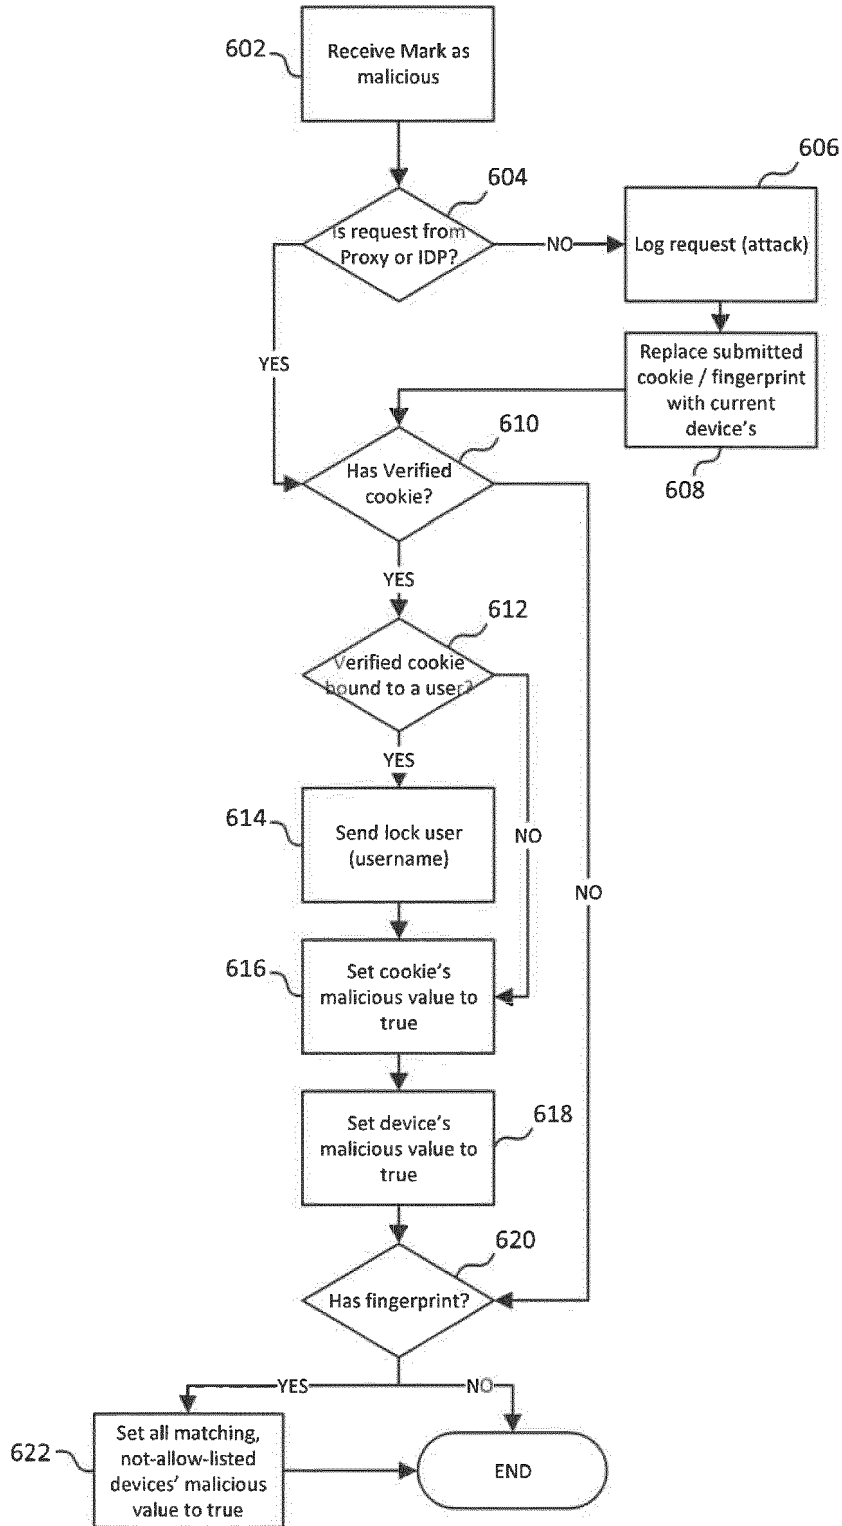 602
Receive Mark as
malicious
604
Is request from
Proxy or IDP?
NO
606
Log request (attack)
YES
Replace submitted
cookie / fingerprint
with current
device's
608
610
Has Verified
cookie?
YES
612
Verified cookie
bound to a user?
YES
NO
614
Send lock user
(username)
NO
616
Set cookie's
malicious value to
true
618
Set device's
malicious value to
true
620
Has fingerprint?
YES
NO
622
Set all matching,
not-allow-listed
devices' malicious
value to true
END